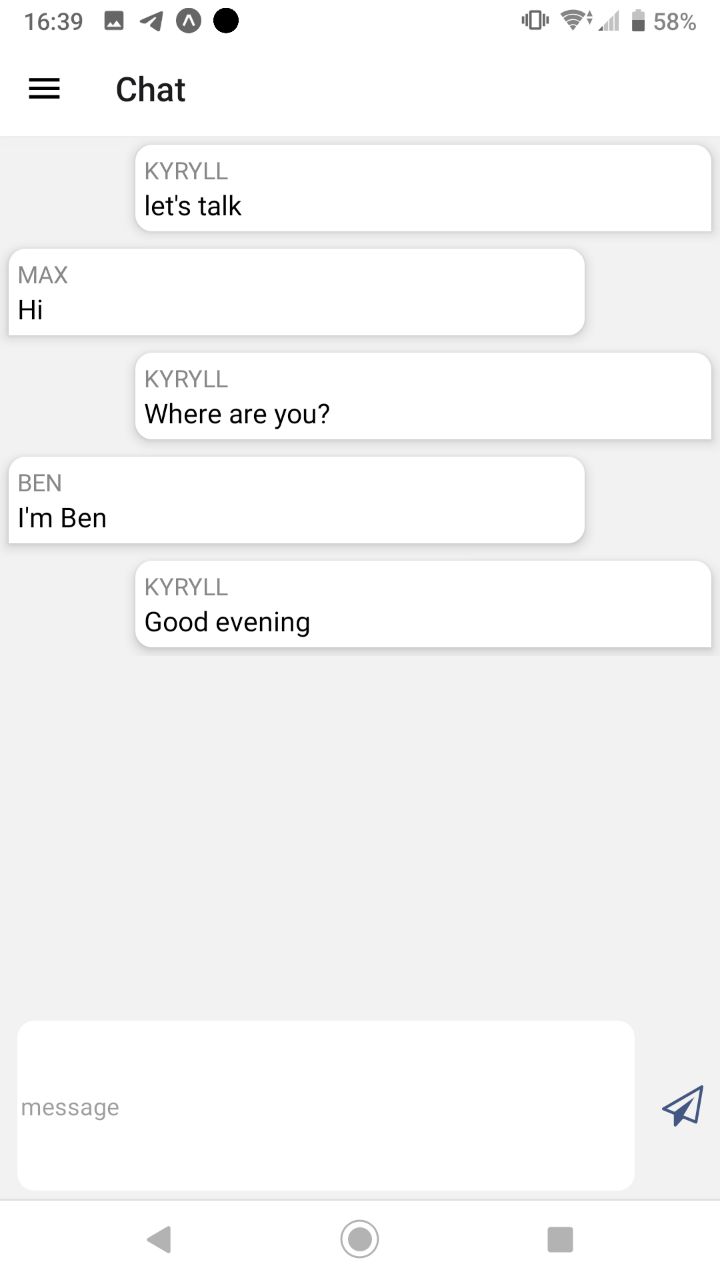 16:39 58%
Chat
KYRYLL
let's talk
MAX
Hi
KYRYLL
Where are you?
BEN
I'm Ben
KYRYLL
Good evening
message